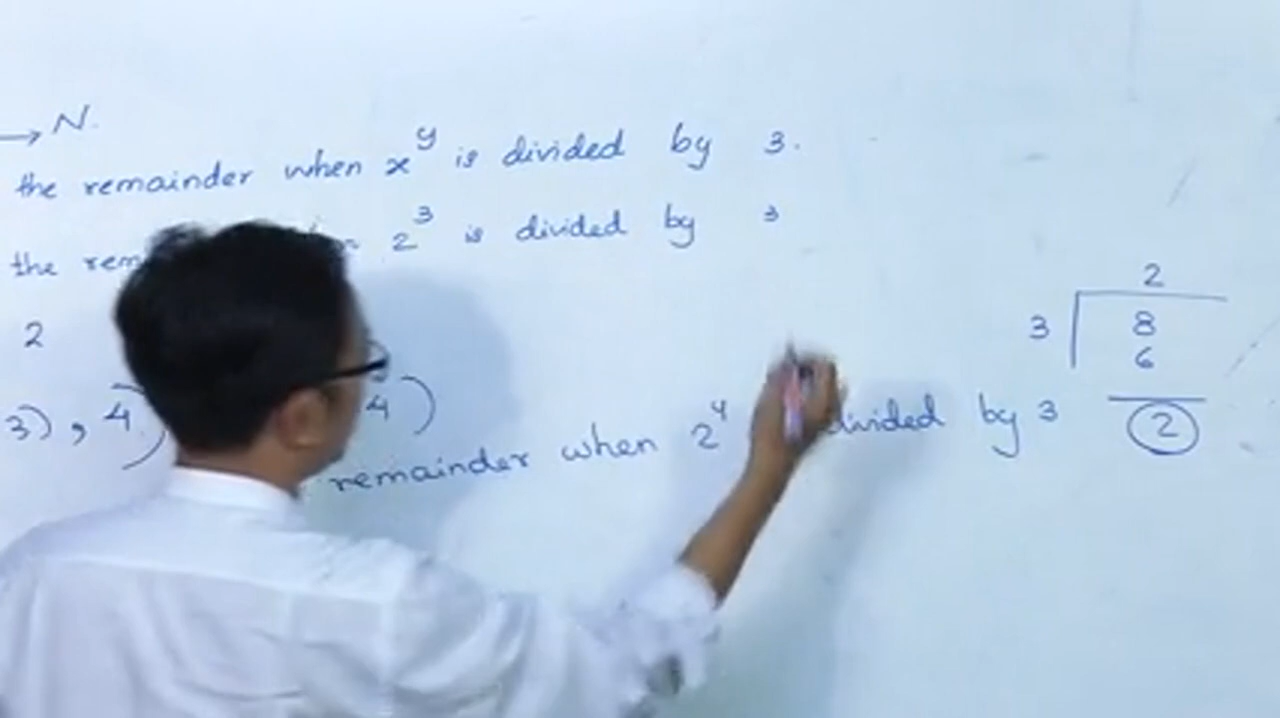 → N.
the remainder when x^y is divided by 3.
the rem 2^3 is divided by 3
2
3), 4) 4)
remainder when 2^4 divided by 3
2
3 8
6
2